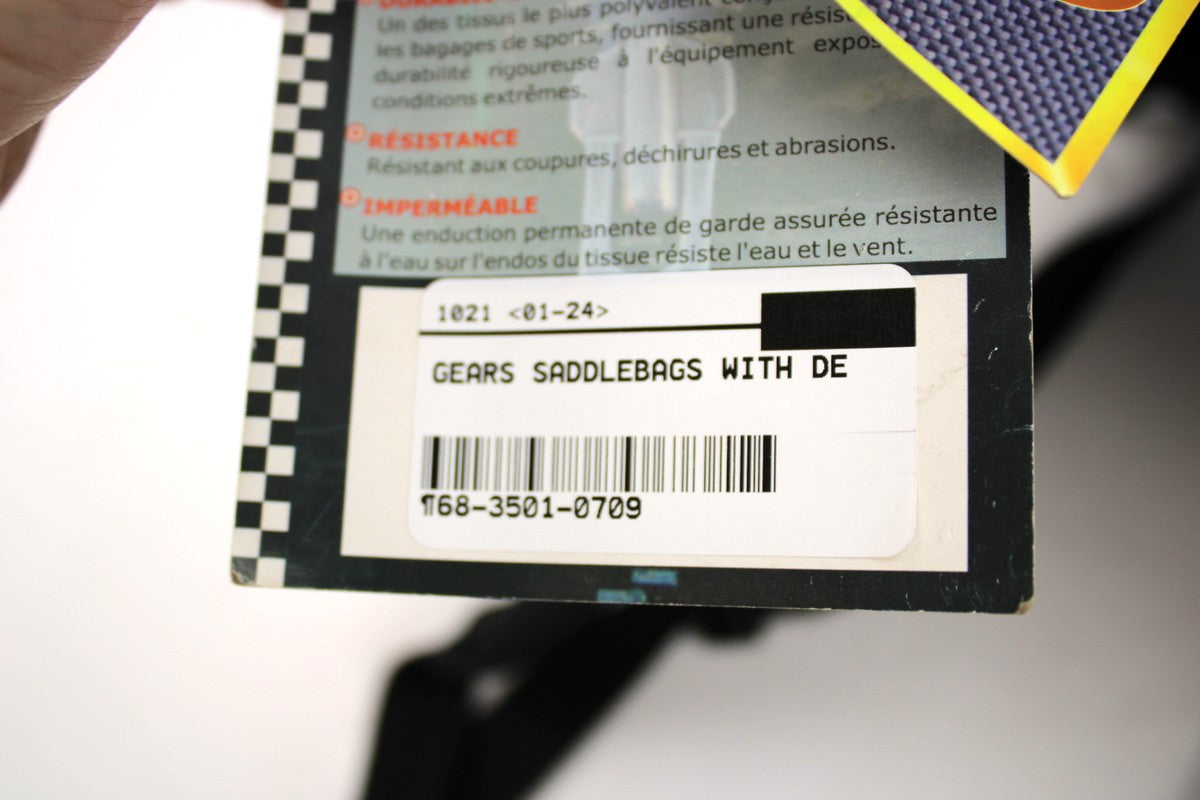 DURABILITÉ
Un des tissus le plus polyvalent
les bagages de sports, fournissant une
durabilité rigoureuse à l'équipement
conditions extrêmes.
RÉSISTANCE
Résistant aux coupures, déchirures et abrasions.
IMPERMÉABLE
Une enduction permanente de garde assurée résistante
à l'eau sur l'endos du tissue résiste l'eau et le vent.
1021 <01-24>
GEARS SADDLEBAGS WITH DE
¶68-3501-0709